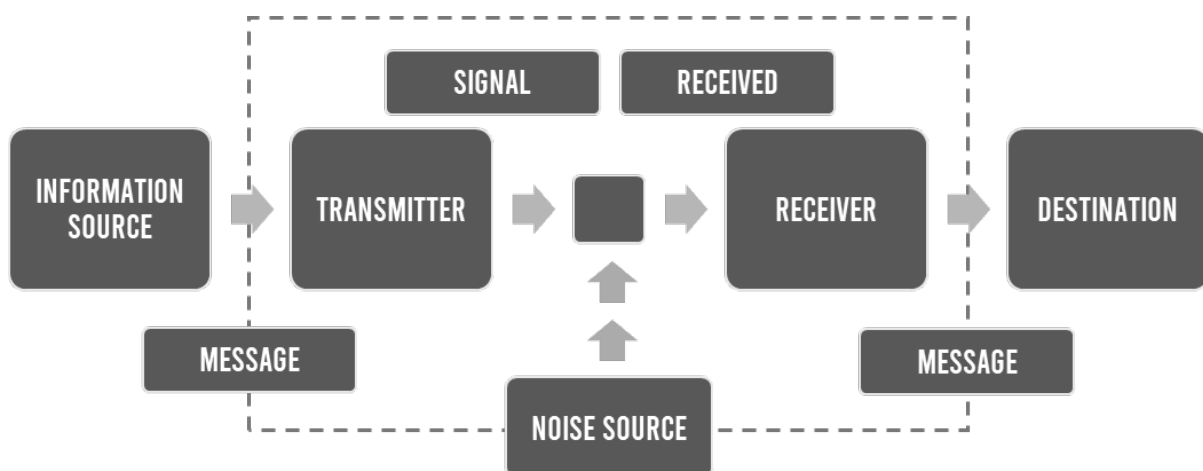 SIGNAL
RECEIVED
INFORMATION
SOURCE
TRANSMITTER
RECEIVER
DESTINATION
MESSAGE
MESSAGE
NOISE SOURCE